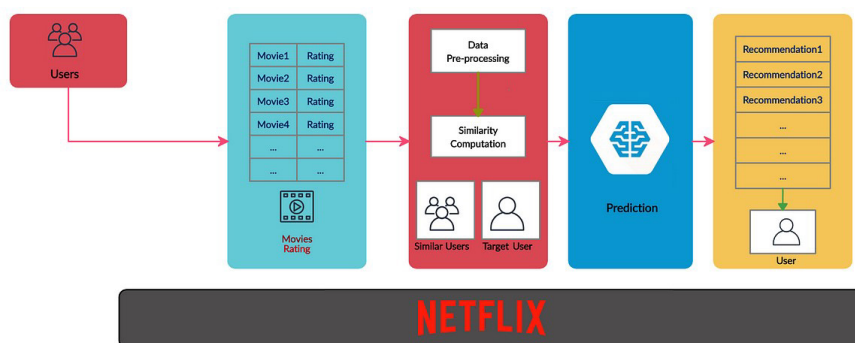 Users
Movie1 Rating
Movie2 Rating
Movie3 Rating
Movie4 Rating
... ...
... ...
Movies
Rating
Data
Pre-processing
Similarity
Computation
Similar Users
Target User
Prediction
Recommendation1
Recommendation2
Recommendation3
...
...
...
User
NETFLIX